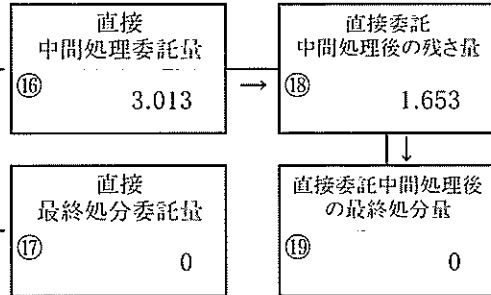 直接
中間処理委託量
⑯
3.013
→
直接委託
中間処理後の残さ量
⑱
1.653
↓
直接
最終処分委託量
⑰
0
直接委託中間処理後
の最終処分量
⑲
0